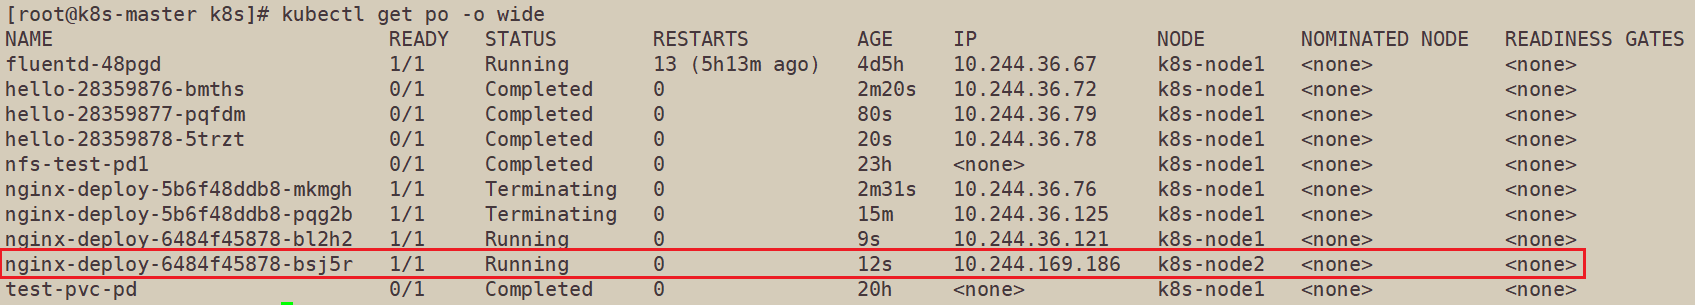 [root@k8s-master k8s]# kubectl get po -o wide
NAME                            READY   STATUS        RESTARTS         AGE     IP               NODE        NOMINATED NODE   READINESS GATES
fluentd-48pgd                   1/1     Running       13 (5h13m ago)   4d5h    10.244.36.67     k8s-node1   <none>           <none>
hello-28359876-bmths            0/1     Completed     0                2m20s   10.244.36.72     k8s-node1   <none>           <none>
hello-28359877-pqfdm            0/1     Completed     0                80s     10.244.36.79     k8s-node1   <none>           <none>
hello-28359878-5trzt            0/1     Completed     0                20s     10.244.36.78     k8s-node1   <none>           <none>
nfs-test-pd1                    0/1     Completed     0                23h     <none>           k8s-node1   <none>           <none>
nginx-deploy-5b6f48ddb8-mkmgh   1/1     Terminating   0                2m31s   10.244.36.76     k8s-node1   <none>           <none>
nginx-deploy-5b6f48ddb8-pqg2b   1/1     Terminating   0                15m     10.244.36.125    k8s-node1   <none>           <none>
nginx-deploy-6484f45878-bl2h2   1/1     Running       0                9s      10.244.36.121    k8s-node1   <none>           <none>
nginx-deploy-6484f45878-bsj5r   1/1     Running       0                12s     10.244.169.186   k8s-node2   <none>           <none>
test-pvc-pd                     0/1     Completed     0                20h     <none>           k8s-node1   <none>           <none>